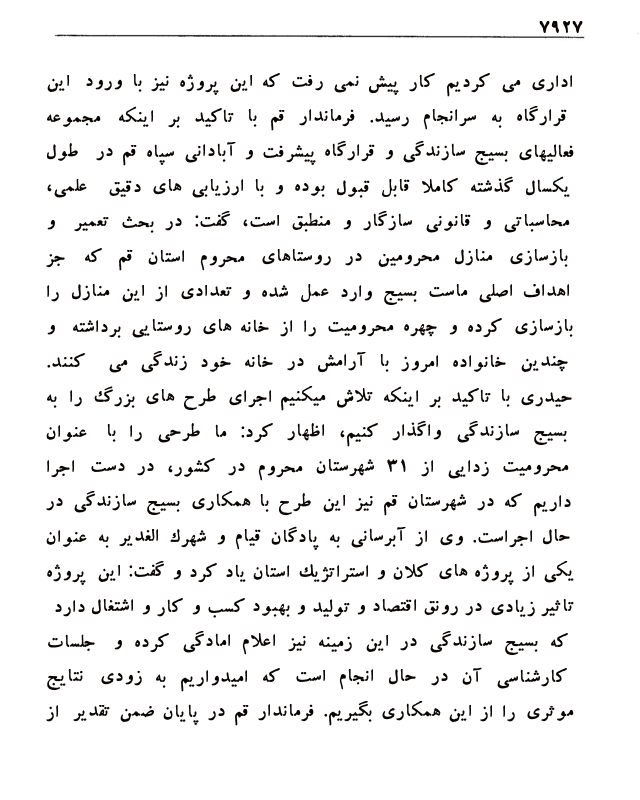 ۷۹۲۷
اداری می کردیم کار پیش نمی رفت که این پروژه نیز با ورود این
قرارگاه به سرانجام رسید. فرماندار قم با تاکید بر اینکه مجموعه
فعالیهای بسیج سازندگی و قرارگاه پیشرفت و آبادانی سپاه قم در طول
یکسال گذشته کاملا قابل قبول بوده و با ارزیابی های دقیق علمی،
محاسباتی و قانونی سازگار و منطبق است، گفت: در بحث تعمیر و
بازسازی منازل محرومین در روستاهای محروم استان قم که جز
اهداف اصلی ماست بسیج وارد عمل شده و تعدادی از این منازل را
بازسازی کرده و چهره محرومیت را از خانه های روستایی برداشته و
چندین خانواده امروز با آرامش در خانه خود زندگی می کنند.
حیدری با تاکید بر اینکه تلاش میکنیم اجرای طرح های بزرگ را به
بسیج سازندگی واگذار کنیم، اظهار کرد: ما طرحی را با عنوان
محرومیت زدایی از ۳۱ شهرستان محروم در کشور، در دست اجرا
داریم که در شهرستان قم نیز این طرح با همکاری بسیج سازندگی در
حال اجراست. وی از آبرسانی به پادگان قیام و شهرك الغدیر به عنوان
یکی از پروژه های کلان و استراتژیك استان یاد کرد و گفت: این پروژه
تاثیر زیادی در رونق اقتصاد و تولید و بهبود کسب و کار و اشتغال دارد
که بسیج سازندگی در این زمینه نیز اعلام امادگی کرده و جلسات
کارشناسی آن در حال انجام است که امیدواریم به زودی نتایج
موثری را از این همکاری بگیریم. فرماندار قم در پایان ضمن تقدیر از